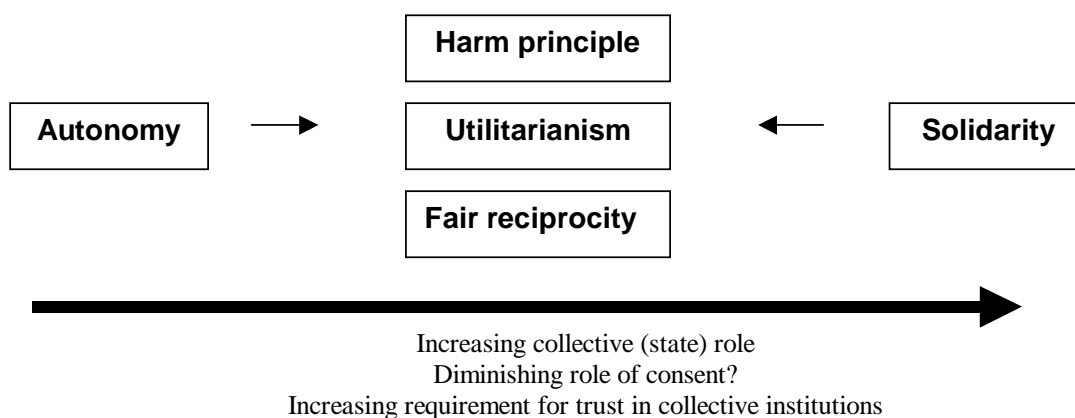 Harm principle
Autonomy
Utilitarianism
Solidarity
Fair reciprocity
Increasing collective (state) role
Diminishing role of consent?
Increasing requirement for trust in collective institutions